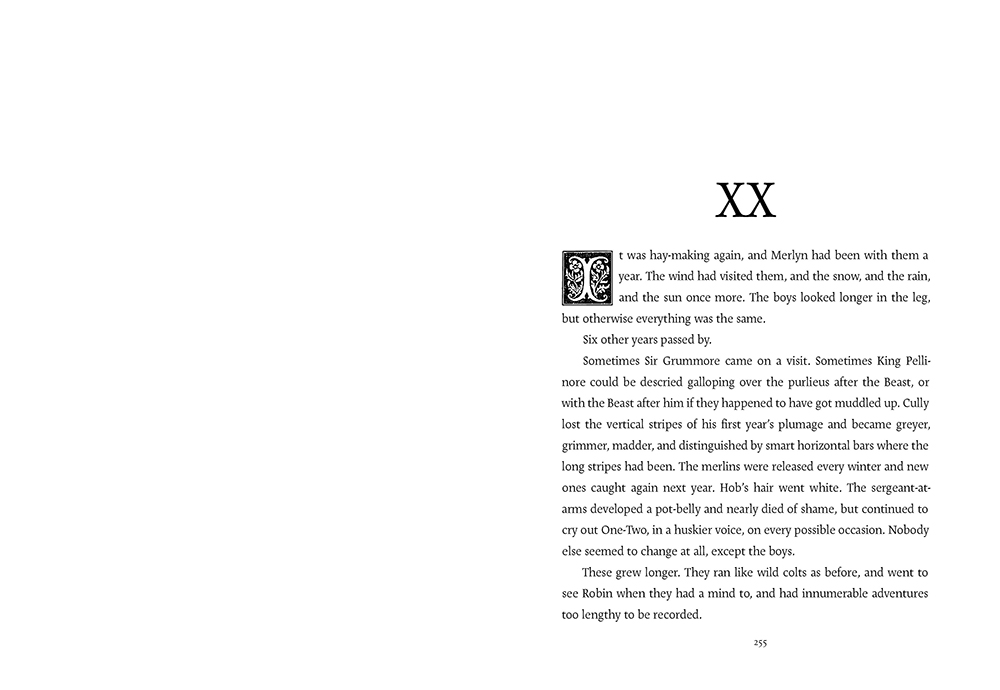 XX
It was hay-making again, and Merlyn had been with them a
year. The wind had visited them, and the snow, and the rain,
and the sun once more. The boys looked longer in the leg,
but otherwise everything was the same.
Six other years passed by.
Sometimes Sir Grummore came on a visit. Sometimes King Pelli-
nore could be descried galloping over the purlieus after the Beast, or
with the Beast after him if they happened to have got muddled up. Cully
lost the vertical stripes of his first year’s plumage and became greyer,
grimmer, madder, and distinguished by smart horizontal bars where the
long stripes had been. The merlins were released every winter and new
ones caught again next year. Hob’s hair went white. The sergeant-at-
arms developed a pot-belly and nearly died of shame, but continued to
cry out One-Two, in a huskier voice, on every possible occasion. Nobody
else seemed to change at all, except the boys.
These grew longer. They ran like wild colts as before, and went to
see Robin when they had a mind to, and had innumerable adventures
too lengthy to be recorded.
255